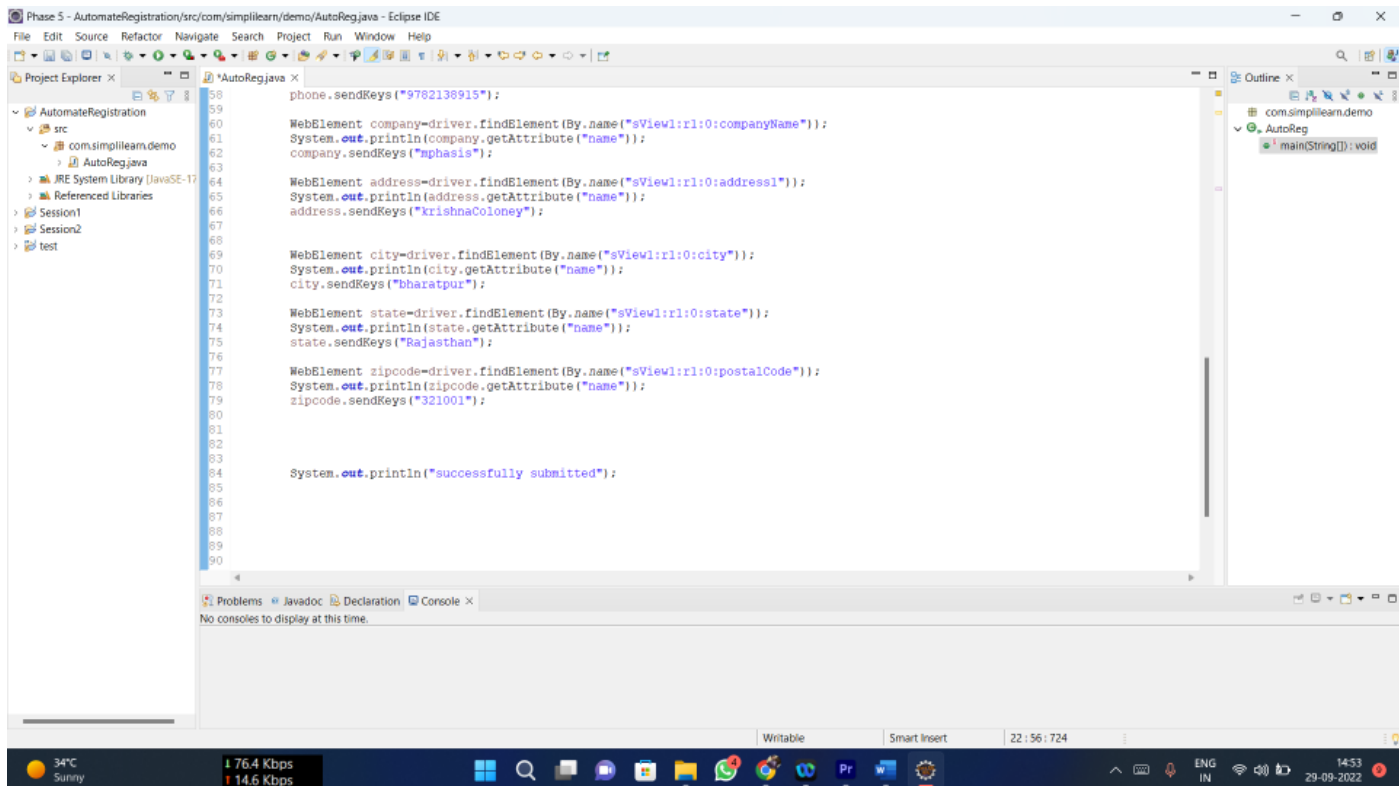 Phase 5 - AutomateRegistration/src/com/simplilearn/demo/AutoReg.java - Eclipse IDE
File Edit Source Refactor Navigate Search Project Run Window Help
Project Explorer ×
AutomateRegistration
src
com.simplilearn.demo
AutoReg.java
JRE System Library [JavaSE-17
Referenced Libraries
Session1
Session2
test
*AutoReg.java ×
58 phone.sendKeys("9782138915");
59
60 WebElement company=driver.findElement(By.name("sView1:r1:0:companyName"));
61 System.out.println(company.getAttribute("name"));
62 company.sendKeys("mphasis");
63
64 WebElement address=driver.findElement(By.name("sView1:r1:0:address1"));
65 System.out.println(address.getAttribute("name"));
66 address.sendKeys("krishnaColoney");
67
68
69 WebElement city=driver.findElement(By.name("sView1:r1:0:city"));
70 System.out.println(city.getAttribute("name"));
71 city.sendKeys("bharatpur");
72
73 WebElement state=driver.findElement(By.name("sView1:r1:0:state"));
74 System.out.println(state.getAttribute("name"));
75 state.sendKeys("Rajasthan");
76
77 WebElement zipcode=driver.findElement(By.name("sView1:r1:0:postalCode"));
78 System.out.println(zipcode.getAttribute("name"));
79 zipcode.sendKeys("321001");
80
81
82
83
84 System.out.println("successfully submitted");
85
86
87
88
89
90
Outline ×
com.simplilearn.demo
AutoReg
main(String[]) : void
Problems Javadoc Declaration Console ×
No consoles to display at this time.
Writable Smart Insert 22 : 56 : 724
34°C
Sunny
76.4 Kbps
14.6 Kbps
4
Pr
W
ENG
IN
14:53
29-09-2022
9